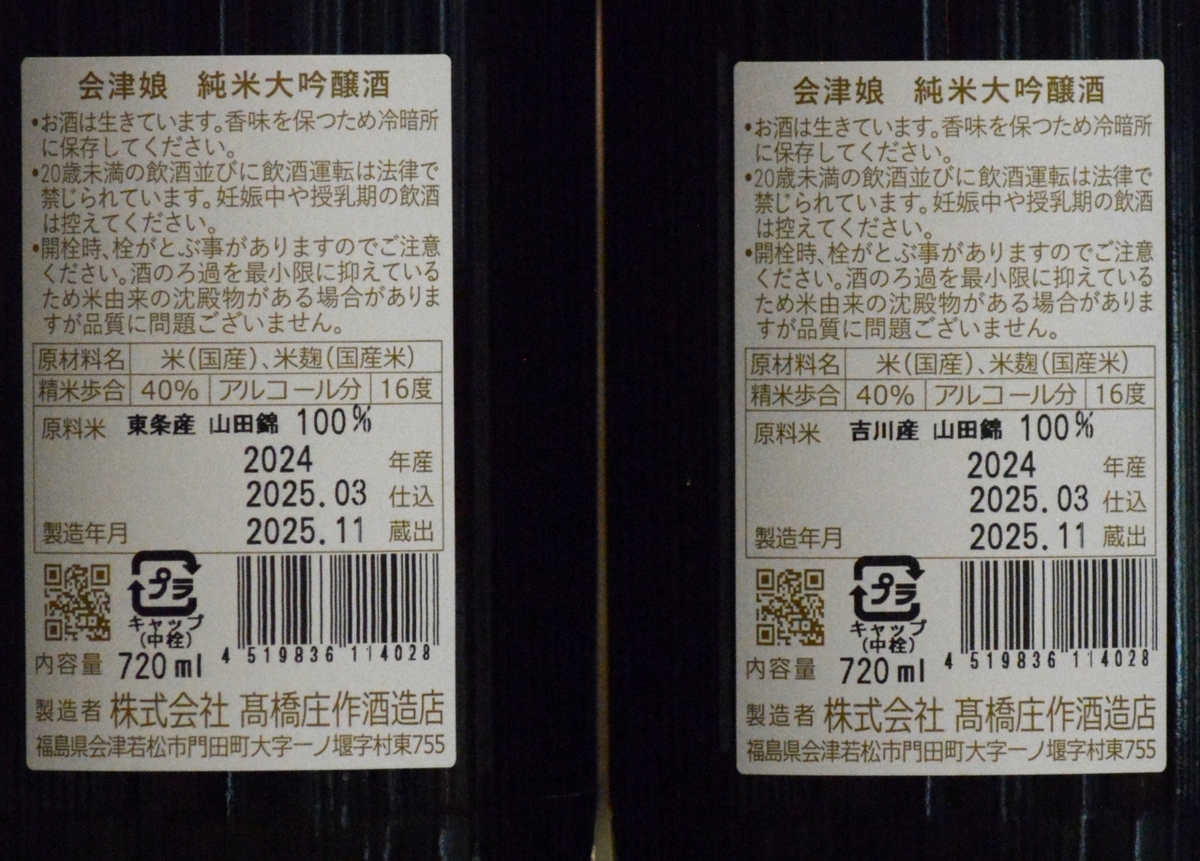 会津娘 純米大吟醸酒
•お酒は生きています。香味を保つため冷暗所
に保存してください。
•20歳未満の飲酒並びに飲酒運転は法律で
禁じられています。妊娠中や授乳期の飲酒
は控えてください。
•開栓時、栓がとぶ事がありますのでご注意
ください。酒のろ過を最小限に抑えている
ため米由来の沈殿物がある場合がありま
すが品質に問題ございません。
原材料名 米(国産)、米麹(国産米)
精米歩合 40% アルコール分 16度
原料米 東条産 山田錦 100%
2024 年産
2025.03 仕込
製造年月 2025.11 蔵出
プラ
キャップ
(中栓)
内容量 720ml
4 519836 114028
製造者 株式会社 髙橋庄作酒造店
福島県会津若松市門田町大字一ノ堰字村東755
会津娘 純米大吟醸酒
•お酒は生きています。香味を保つため冷暗所
に保存してください。
•20歳未満の飲酒並びに飲酒運転は法律で
禁じられています。妊娠中や授乳期の飲酒
は控えてください。
•開栓時、栓がとぶ事がありますのでご注意
ください。酒のろ過を最小限に抑えている
ため米由来の沈殿物がある場合がありま
すが品質に問題ございません。
原材料名 米(国産)、米麹(国産米)
精米歩合 40% アルコール分 16度
原料米 吉川産 山田錦 100%
2024 年産
2025.03 仕込
製造年月 2025.11 蔵出
プラ
キャップ
(中栓)
内容量 720ml
4 519836 114028
製造者 株式会社 髙橋庄作酒造店
福島県会津若松市門田町大字一ノ堰字村東755